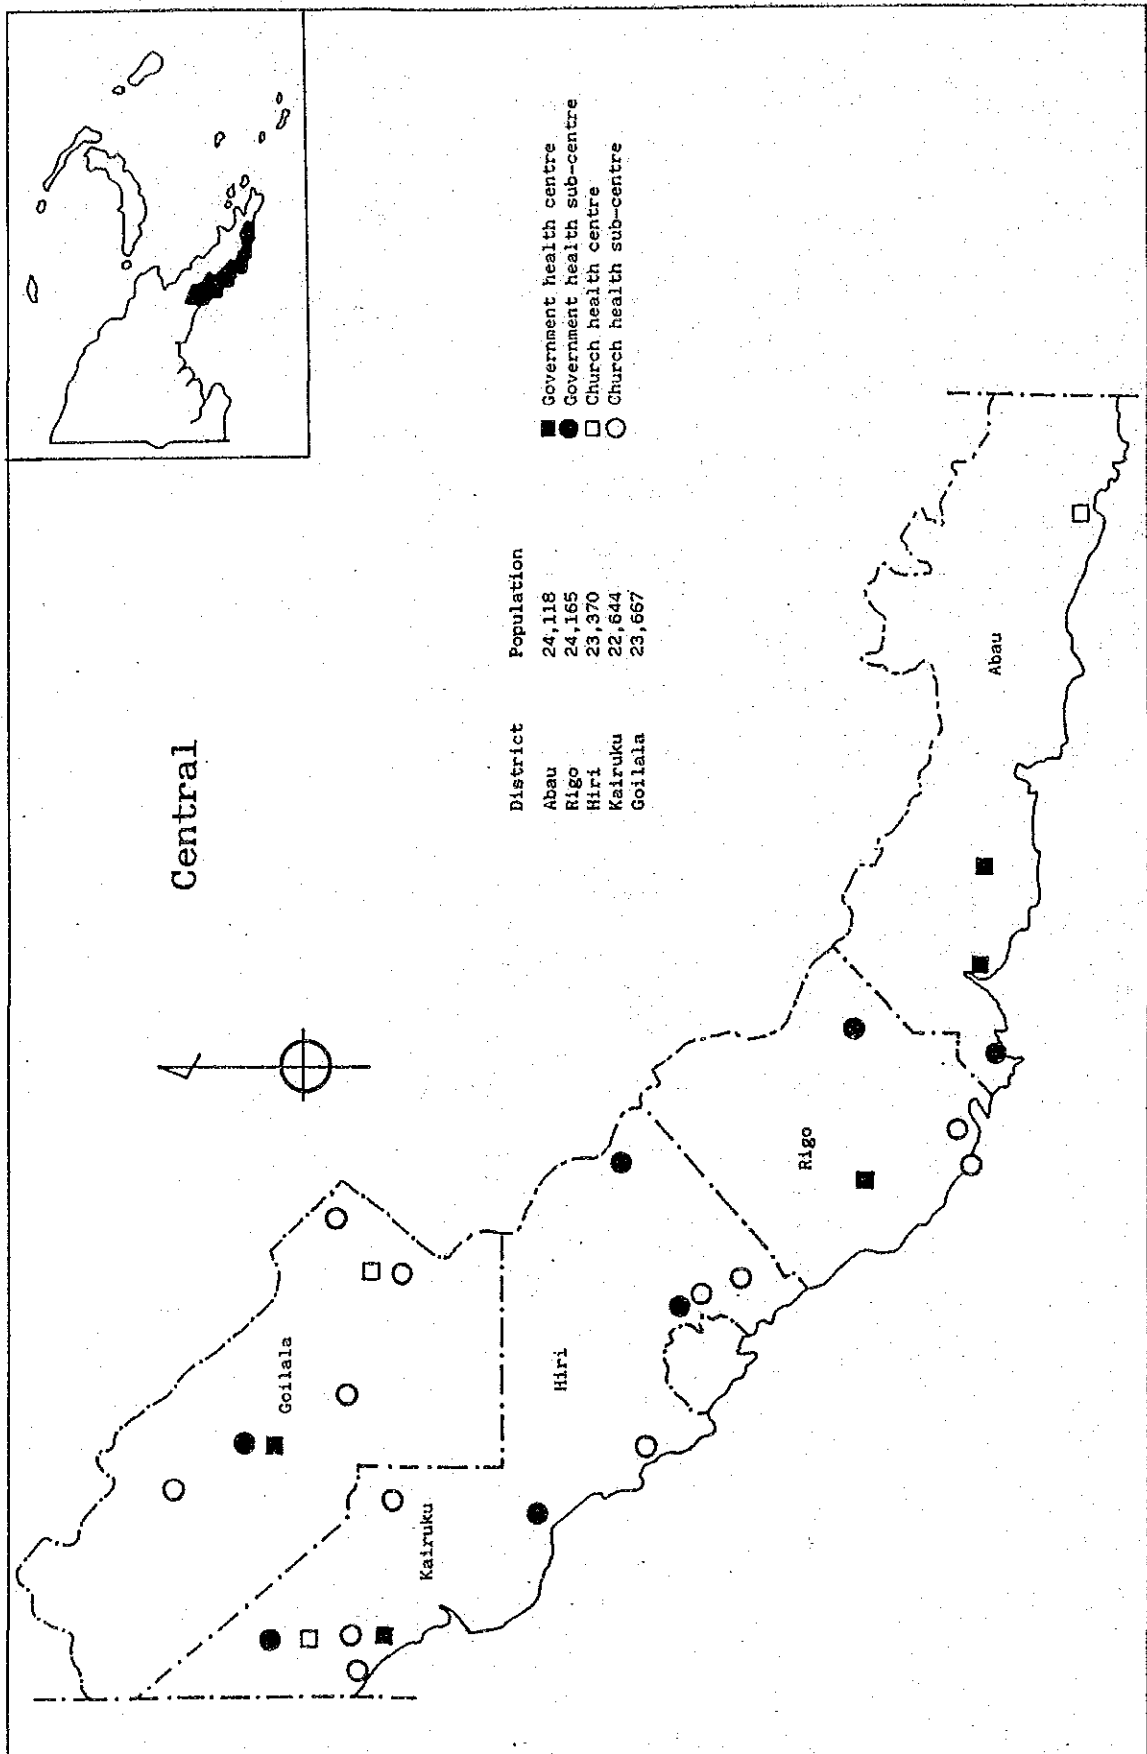 Central
Government health centre
Government health sub-centre
Church health centre
Church health sub-centre
District Population
Abau 24,118
Rigo 24,165
Hiri 23,370
Kairuku 22,644
Goilala 23,667
Goilala
Kairuku
Hiri
Rigo
Abau